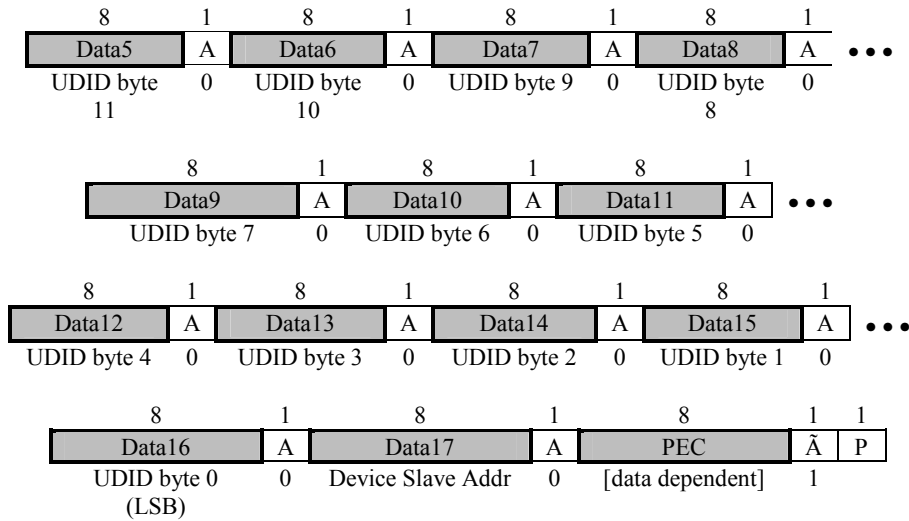 8 1 8 1 8 1 8 1
Data5 A Data6 A Data7 A Data8 A •••
UDID byte 0 UDID byte 0 UDID byte 9 0 UDID byte 0
11 10 8
8 1 8 1 8 1
Data9 A Data10 A Data11 A •••
UDID byte 7 0 UDID byte 6 0 UDID byte 5 0
8 1 8 1 8 1 8 1
Data12 A Data13 A Data14 A Data15 A •••
UDID byte 4 0 UDID byte 3 0 UDID byte 2 0 UDID byte 1 0
8 1 8 1 8 1 1
Data16 A Data17 A PEC Ã P
UDID byte 0 0 Device Slave Addr 0 [data dependent] 1
(LSB)